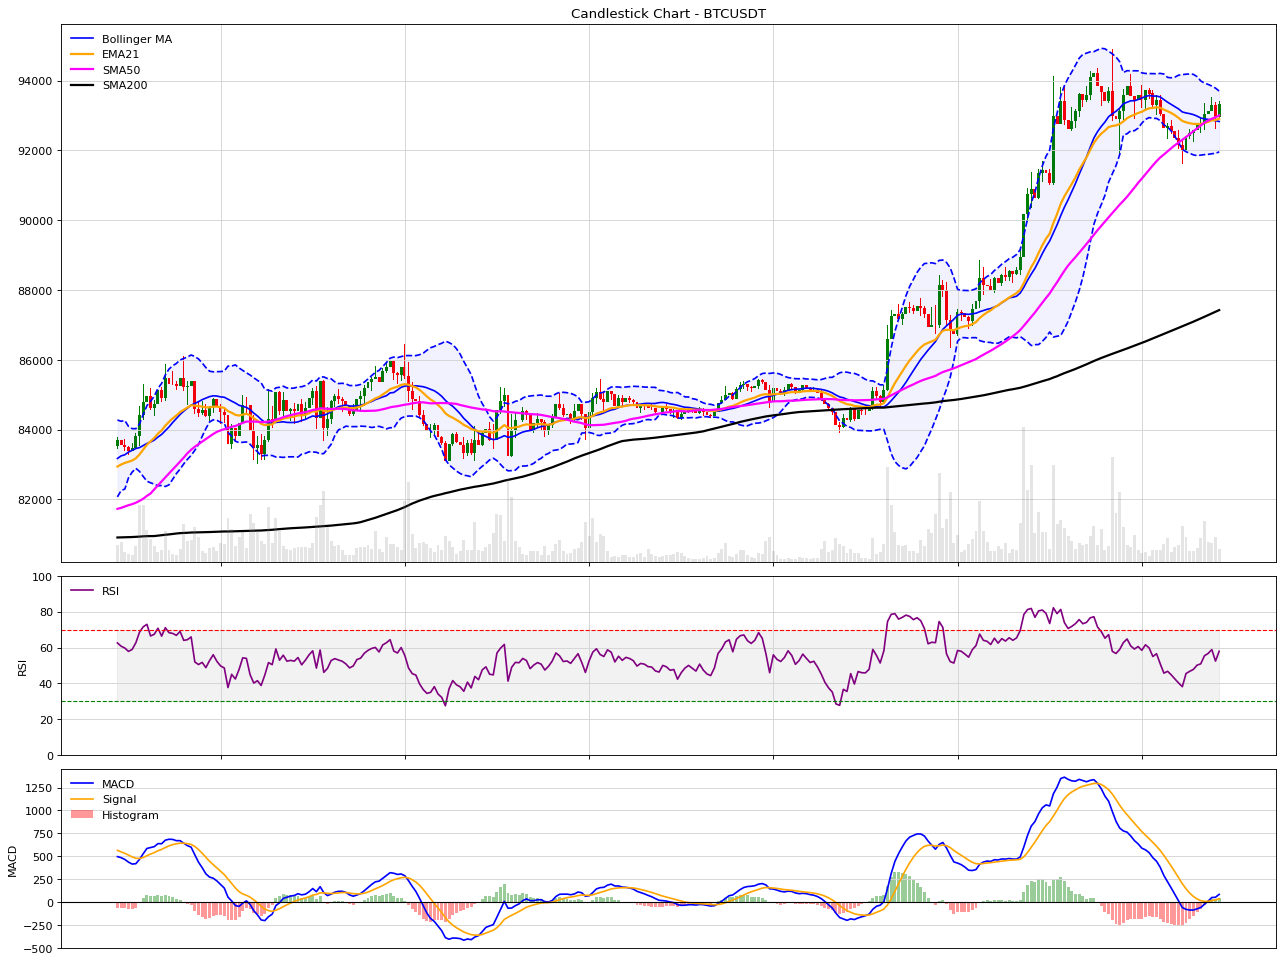 Candlestick Chart - BTCUSDT
Bollinger MA
EMA21
SMA50
SMA200
94000
92000
90000
88000
86000
84000
82000
RSI
RSI
100
80
60
40
20
0
MACD
Signal
Histogram
MACD
1250
1000
750
500
250
0
−250
−500